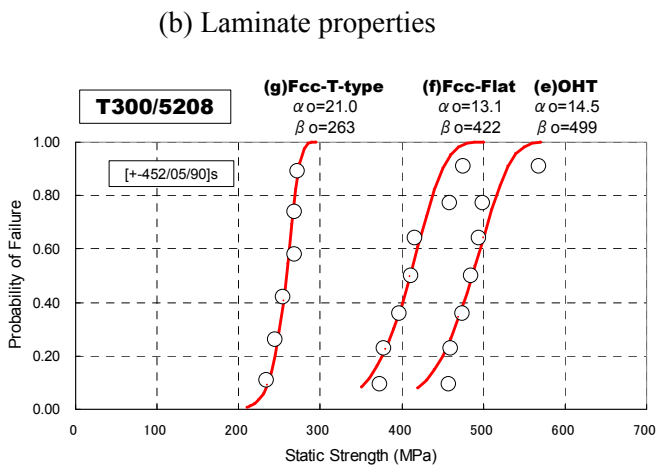 (b) Laminate properties
(g)Fcc-T-type (f)Fcc-Flat (e)OHT
T300/5208 αo=21.0 αo=13.1 αo=14.5
βo=263 βo=422 βo=499
[+-452/05/90]s
Probability of Failure
1.00
0.80
0.60
0.40
0.20
0.00
0 100 200 300 400 500 600 700
Static Strength (MPa)